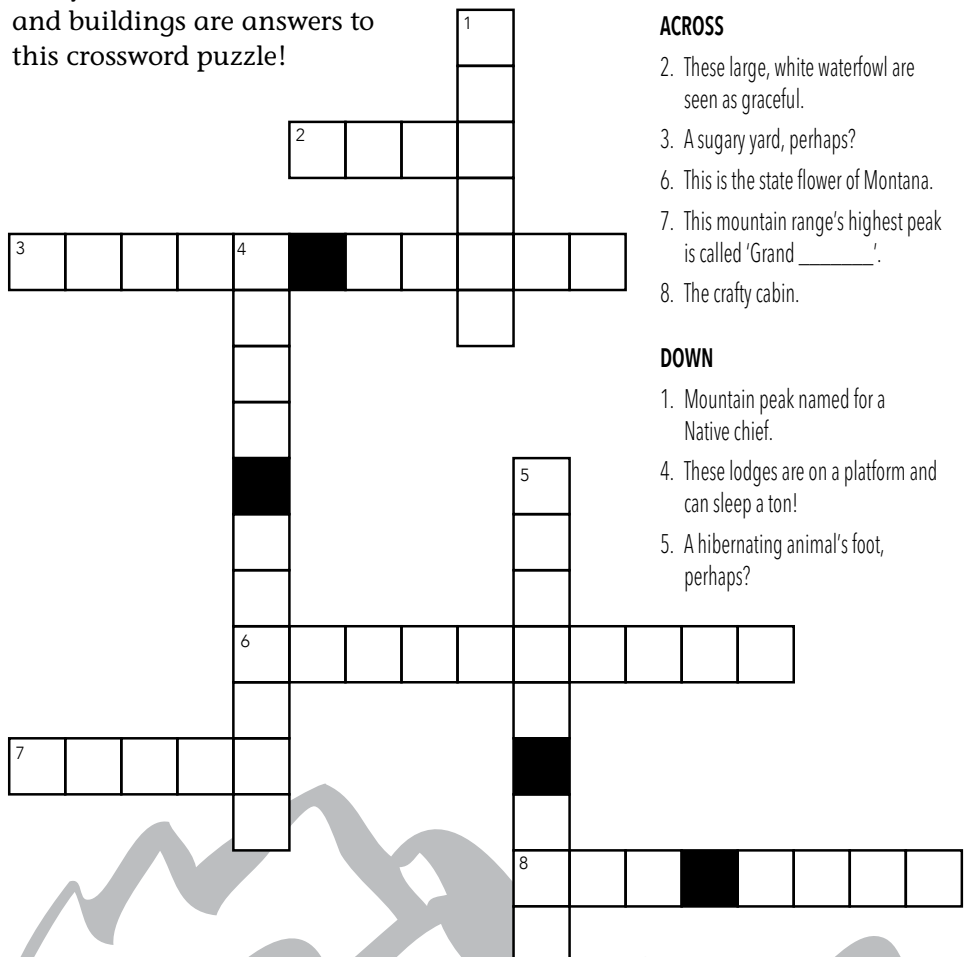 and buildings are answers to
this crossword puzzle!
1
2
3
4
5
6
7
8
ACROSS
2. These large, white waterfowl are
seen as graceful.
3. A sugary yard, perhaps?
6. This is the state flower of Montana.
7. This mountain range's highest peak
is called 'Grand _______'.
8. The crafty cabin.
DOWN
1. Mountain peak named for a
Native chief.
4. These lodges are on a platform and
can sleep a ton!
5. A hibernating animal's foot,
perhaps?